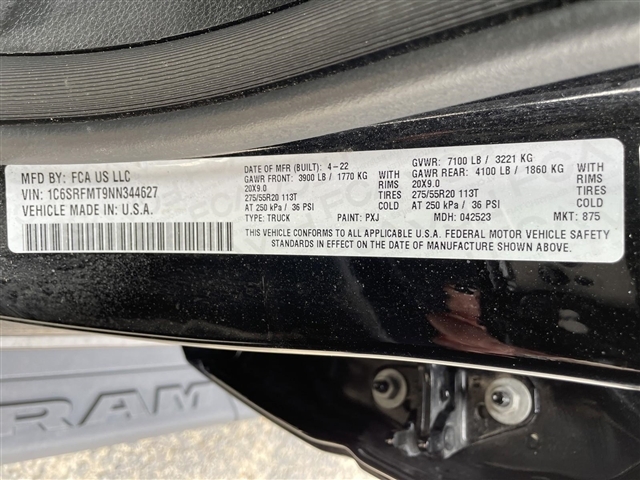 MFD BY: FCA US LLC
VIN: 1C6SRFMT9NN344627
VEHICLE MADE IN: U.S.A.
DATE OF MFR (BUILT): 4-22
GAWR FRONT: 3900 LB / 1770 KG WITH
20X9.0 RIMS
275/55R20 113T TIRES
AT 250 kPa / 36 PSI COLD
TYPE: TRUCK PAINT: PXJ
GVWR: 7100 LB / 3221 KG
GAWR REAR: 4100 LB / 1860 KG WITH
20X9.0 RIMS
275/55R20 113T TIRES
AT 250 kPa / 36 PSI COLD
MDH: 042523 MKT: 875
THIS VEHICLE CONFORMS TO ALL APPLICABLE U.S.A. FEDERAL MOTOR VEHICLE SAFETY
STANDARDS IN EFFECT ON THE DATE OF MANUFACTURE SHOWN ABOVE.
RAM